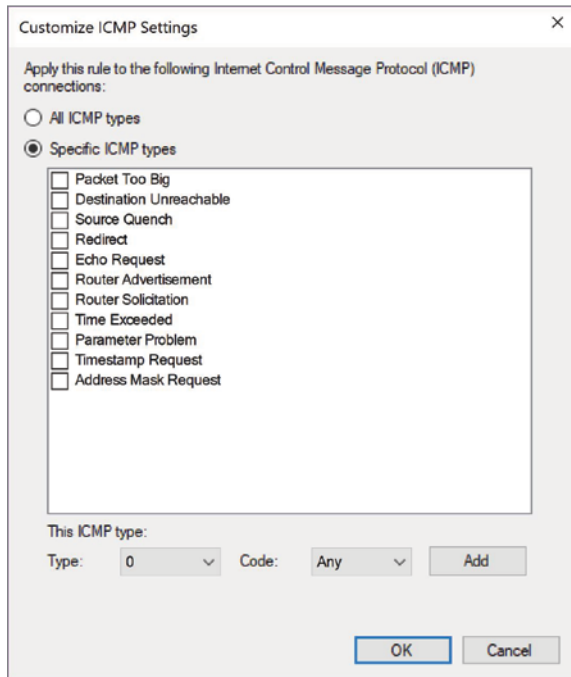 Customize ICMP Settings
Apply this rule to the following Internet Control Message Protocol (ICMP)
connections:
All ICMP types
Specific ICMP types
Packet Too Big
Destination Unreachable
Source Quench
Redirect
Echo Request
Router Advertisement
Router Solicitation
Time Exceeded
Parameter Problem
Timestamp Request
Address Mask Request
This ICMP type:
Type: 0 Code: Any Add
OK Cancel